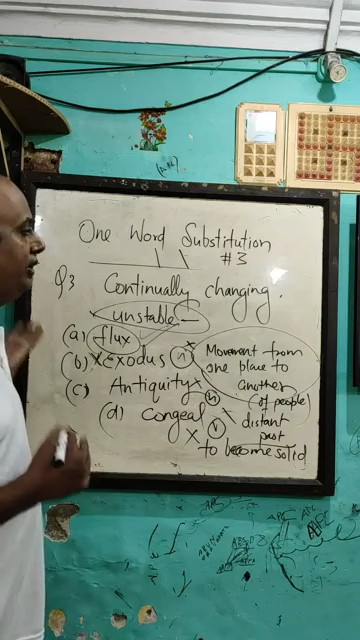 One Word Substitution
#3
Q3 Continually changing.
unstable
(a) flux
(b) Exodus (n) Movement from one place to another (of people)
(c) Antiquity (n) distant past
(d) congeal (v) to become solid